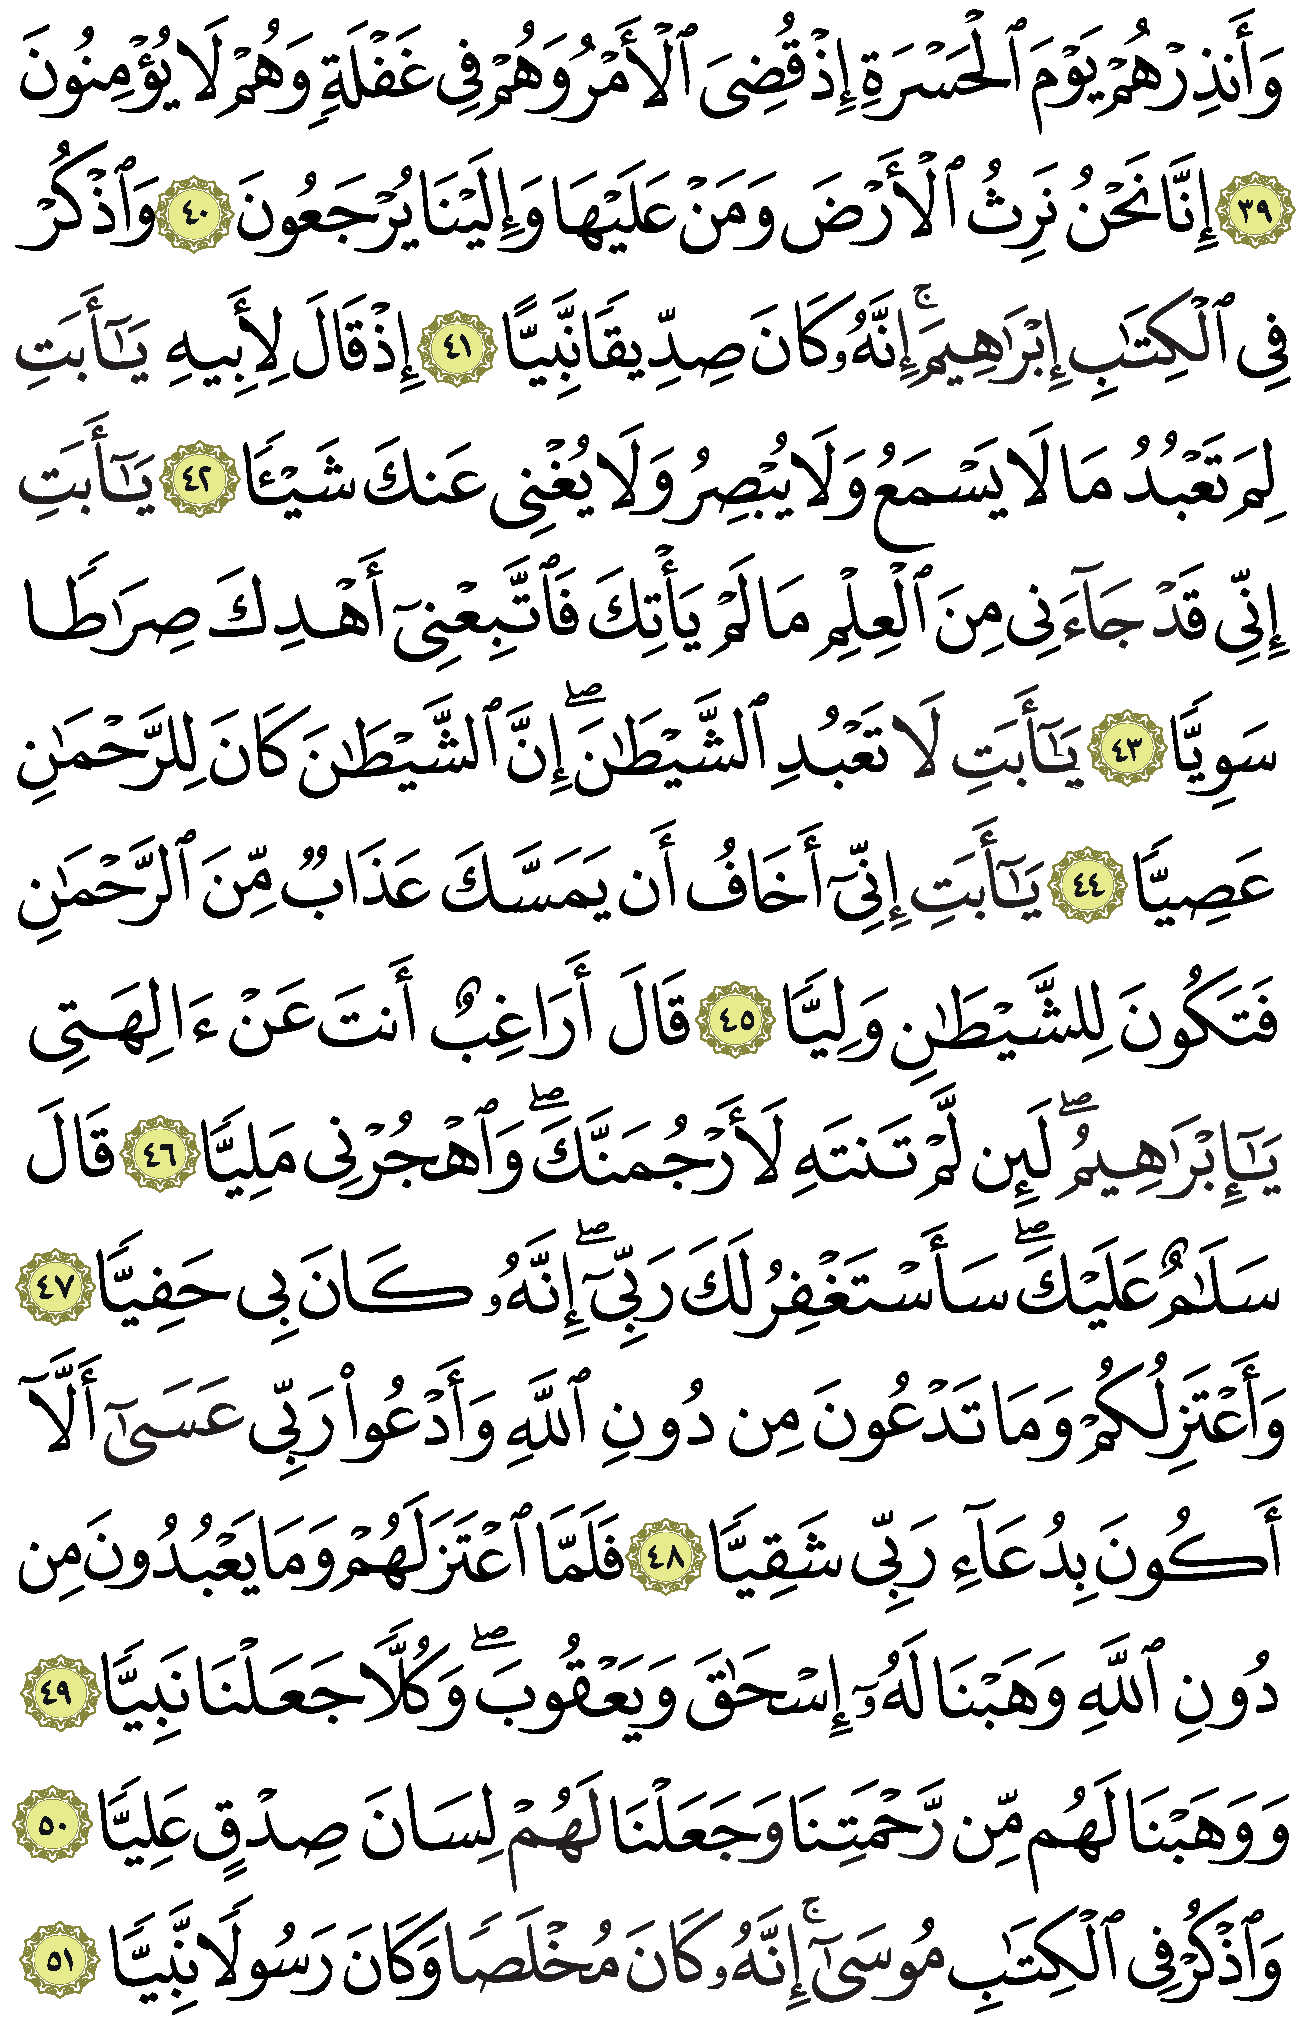 وَأَنذِرْهُمْ يَوْمَ ٱلْحَسْرَةِ إِذْ قُضِىَ ٱلْأَمْرُ وَهُمْ فِى غَفْلَةٍ وَهُمْ لَا يُؤْمِنُونَ
٣٩ إِنَّا نَحْنُ نَرِثُ ٱلْأَرْضَ وَمَنْ عَلَيْهَا وَإِلَيْنَا يُرْجَعُونَ ٤٠ وَٱذْكُرْ
فِى ٱلْكِتَٰبِ إِبْرَٰهِيمَ ۚ إِنَّهُۥ كَانَ صِدِّيقًا نَّبِيًّا ٤١ إِذْ قَالَ لِأَبِيهِ يَٰٓأَبَتِ
لِمَ تَعْبُدُ مَا لَا يَسْمَعُ وَلَا يُبْصِرُ وَلَا يُغْنِى عَنكَ شَيْـًٔا ٤٢ يَٰٓأَبَتِ
إِنِّى قَدْ جَآءَنِى مِنَ ٱلْعِلْمِ مَا لَمْ يَأْتِكَ فَٱتَّبِعْنِىٓ أَهْدِكَ صِرَٰطًا
سَوِيًّا ٤٣ يَٰٓأَبَتِ لَا تَعْبُدِ ٱلشَّيْطَٰنَ ۖ إِنَّ ٱلشَّيْطَٰنَ كَانَ لِلرَّحْمَٰنِ
عَصِيًّا ٤٤ يَٰٓأَبَتِ إِنِّىٓ أَخَافُ أَن يَمَسَّكَ عَذَابٌ مِّنَ ٱلرَّحْمَٰنِ
فَتَكُونَ لِلشَّيْطَٰنِ وَلِيًّا ٤٥ قَالَ أَرَاغِبٌ أَنتَ عَنْ ءَالِهَتِى
يَٰٓإِبْرَٰهِيمُ ۖ لَئِن لَّمْ تَنتَهِ لَأَرْجُمَنَّكَ ۖ وَٱهْجُرْنِى مَلِيًّا ٤٦ قَالَ
سَلَٰمٌ عَلَيْكَ ۖ سَأَسْتَغْفِرُ لَكَ رَبِّىٓ ۖ إِنَّهُۥ كَانَ بِى حَفِيًّا ٤٧
وَأَعْتَزِلُكُمْ وَمَا تَدْعُونَ مِن دُونِ ٱللَّهِ وَأَدْعُوا۟ رَبِّى عَسَىٰٓ أَلَّآ
أَكُونَ بِدُعَآءِ رَبِّى شَقِيًّا ٤٨ فَلَمَّا ٱعْتَزَلَهُمْ وَمَا يَعْبُدُونَ مِن
دُونِ ٱللَّهِ وَهَبْنَا لَهُۥٓ إِسْحَٰقَ وَيَعْقُوبَ ۖ وَكُلًّا جَعَلْنَا نَبِيًّا ٤٩
وَوَهَبْنَا لَهُم مِّن رَّحْمَتِنَا وَجَعَلْنَا لَهُمْ لِسَانَ صِدْقٍ عَلِيًّا ٥٠
وَٱذْكُرْ فِى ٱلْكِتَٰبِ مُوسَىٰٓ ۚ إِنَّهُۥ كَانَ مُخْلَصًا وَكَانَ رَسُولًا نَّبِيًّا ٥١